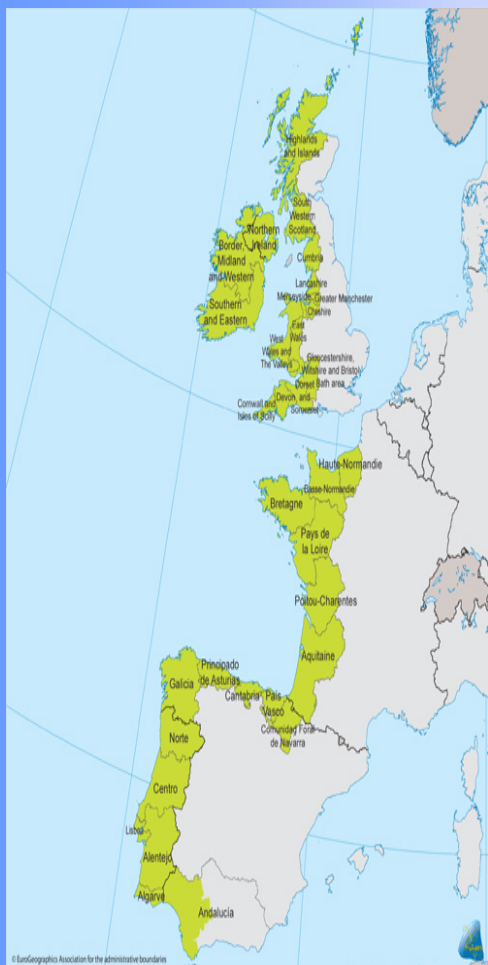 Highlands
and Islands
South
Western
Scotland
Northern
Ireland
Border,
Midland
and Western
Cumbria
Lancashire
Merseyside
Greater Manchester
Cheshire
Southern
and Eastern
East
Wales
West
Wales and
The Valleys
Gloucestershire,
Wiltshire and Bristol/
Bath area
Dorset
Devon, and
Somerset
Cornwall and
Isles of Scilly
Haute-Normandie
Basse-Normandie
Bretagne
Pays de
la Loire
Poitou-Charentes
Aquitaine
Principado
de Asturias
Galicia
Cantabria
Pais
Vasco
Comunidad Foral
de Navarra
Norte
Centro
Lisboa
Alentejo
Algarve
Andalucía
© EuroGeographics Association for the administrative boundaries